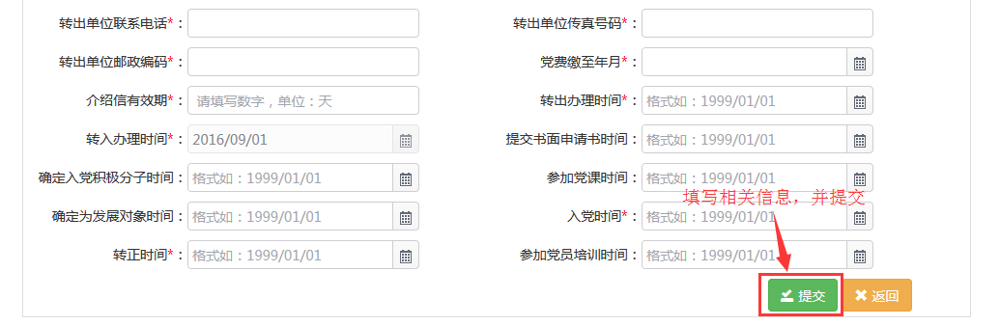 转出单位联系电话*： 转出单位传真号码*：
转出单位邮政编码*： 党费缴至年月*：
介绍信有效期*： 请填写数字，单位：天 转出办理时间*： 格式如：1999/01/01
转入办理时间*： 2016/09/01 提交书面申请书时间：格式如：1999/01/01
确定入党积极分子时间： 格式如：1999/01/01 参加党课时间： 格式如：1999/01/01
填写相关信息，并提交
确定为发展对象时间： 格式如：1999/01/01 入党时间*： 格式如：1999/01/01
转正时间*： 格式如：1999/01/01 参加党员培训时间： 格式如：1999/01/01
提交 返回